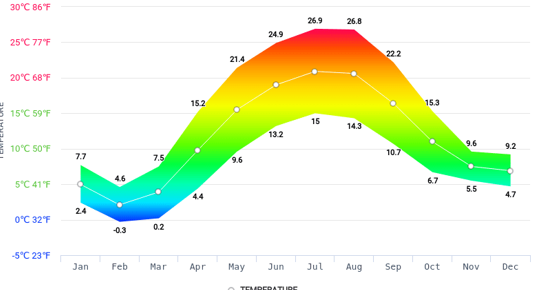 30℃ 86℉
25℃ 77℉
20℃ 68℉
15℃ 59℉
10℃ 50℉
5℃ 41℉
0℃ 32℉
-5℃ 23℉
TEMPERATURE
7.7 4.6 7.5 15.2 21.4 24.9 26.9 26.8 22.2 15.3 9.6 9.2
2.4 -0.3 0.2 4.4 9.6 13.2 15 14.3 10.7 6.7 5.5 4.7
Jan Feb Mar Apr May Jun Jul Aug Sep Oct Nov Dec
TEMPERATURE